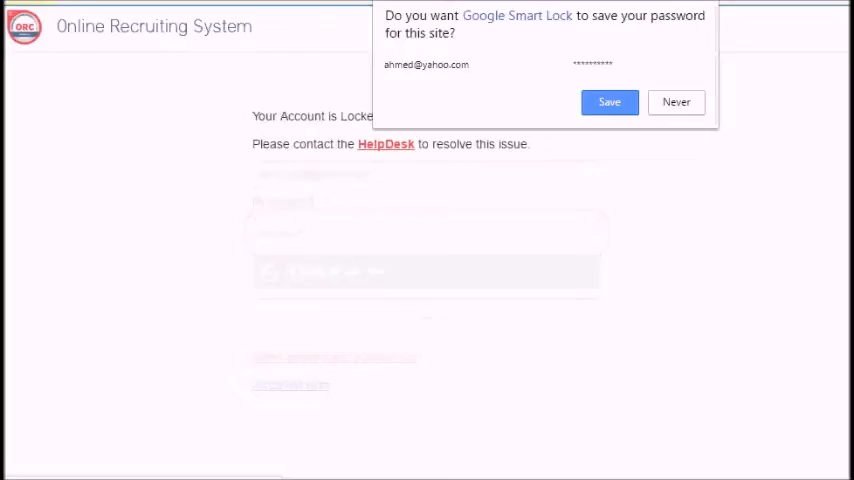 ORC
Online Recruiting System
Do you want Google Smart Lock to save your password
for this site?
ahmed@yahoo.com **********
Save Never
Your Account is Locke
Please contact the HelpDesk to resolve this issue.